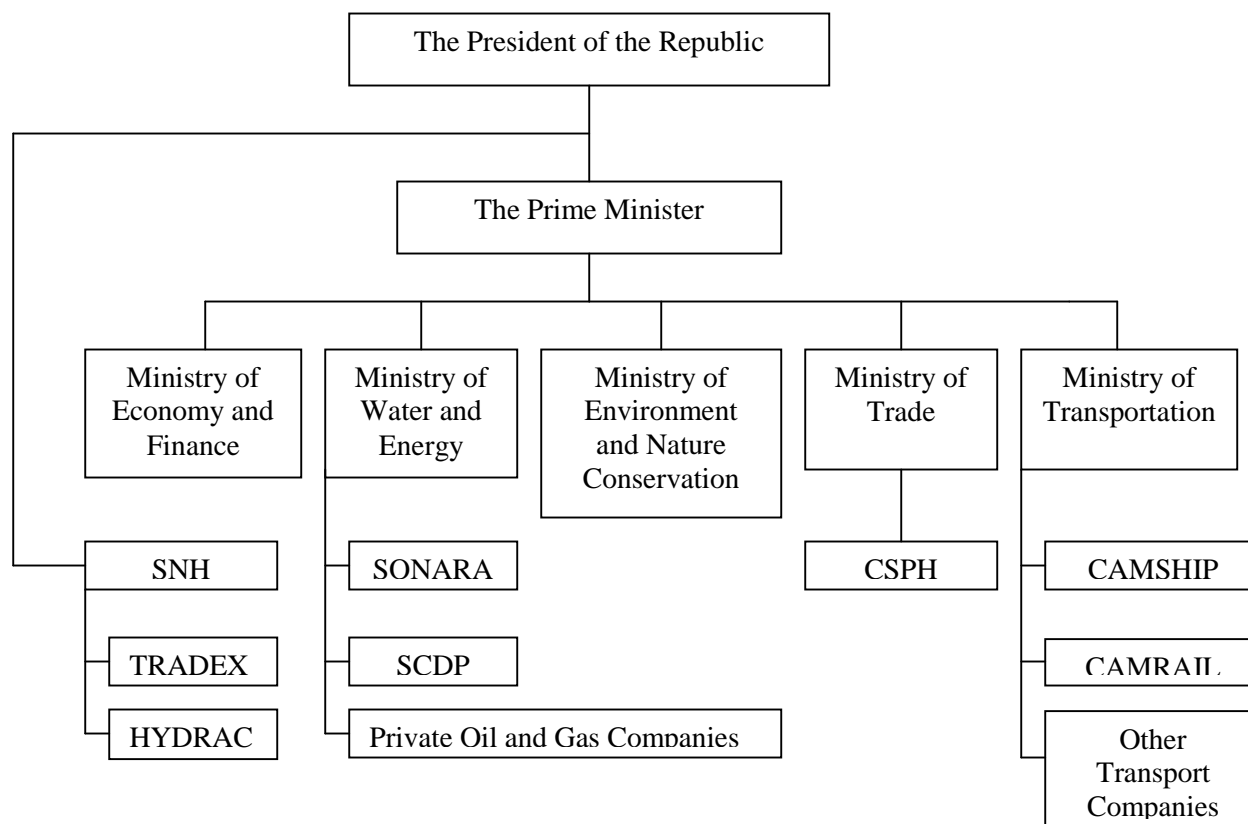 The President of the Republic
The Prime Minister
Ministry of
Economy and
Finance
Ministry of
Water and
Energy
Ministry of
Environment
and Nature
Conservation
Ministry of
Trade
Ministry of
Transportation
SNH
SONARA
CSPH
CAMSHIP
TRADEX
SCDP
CAMRAIL
HYDRAC
Private Oil and Gas Companies
Other
Transport
Companies